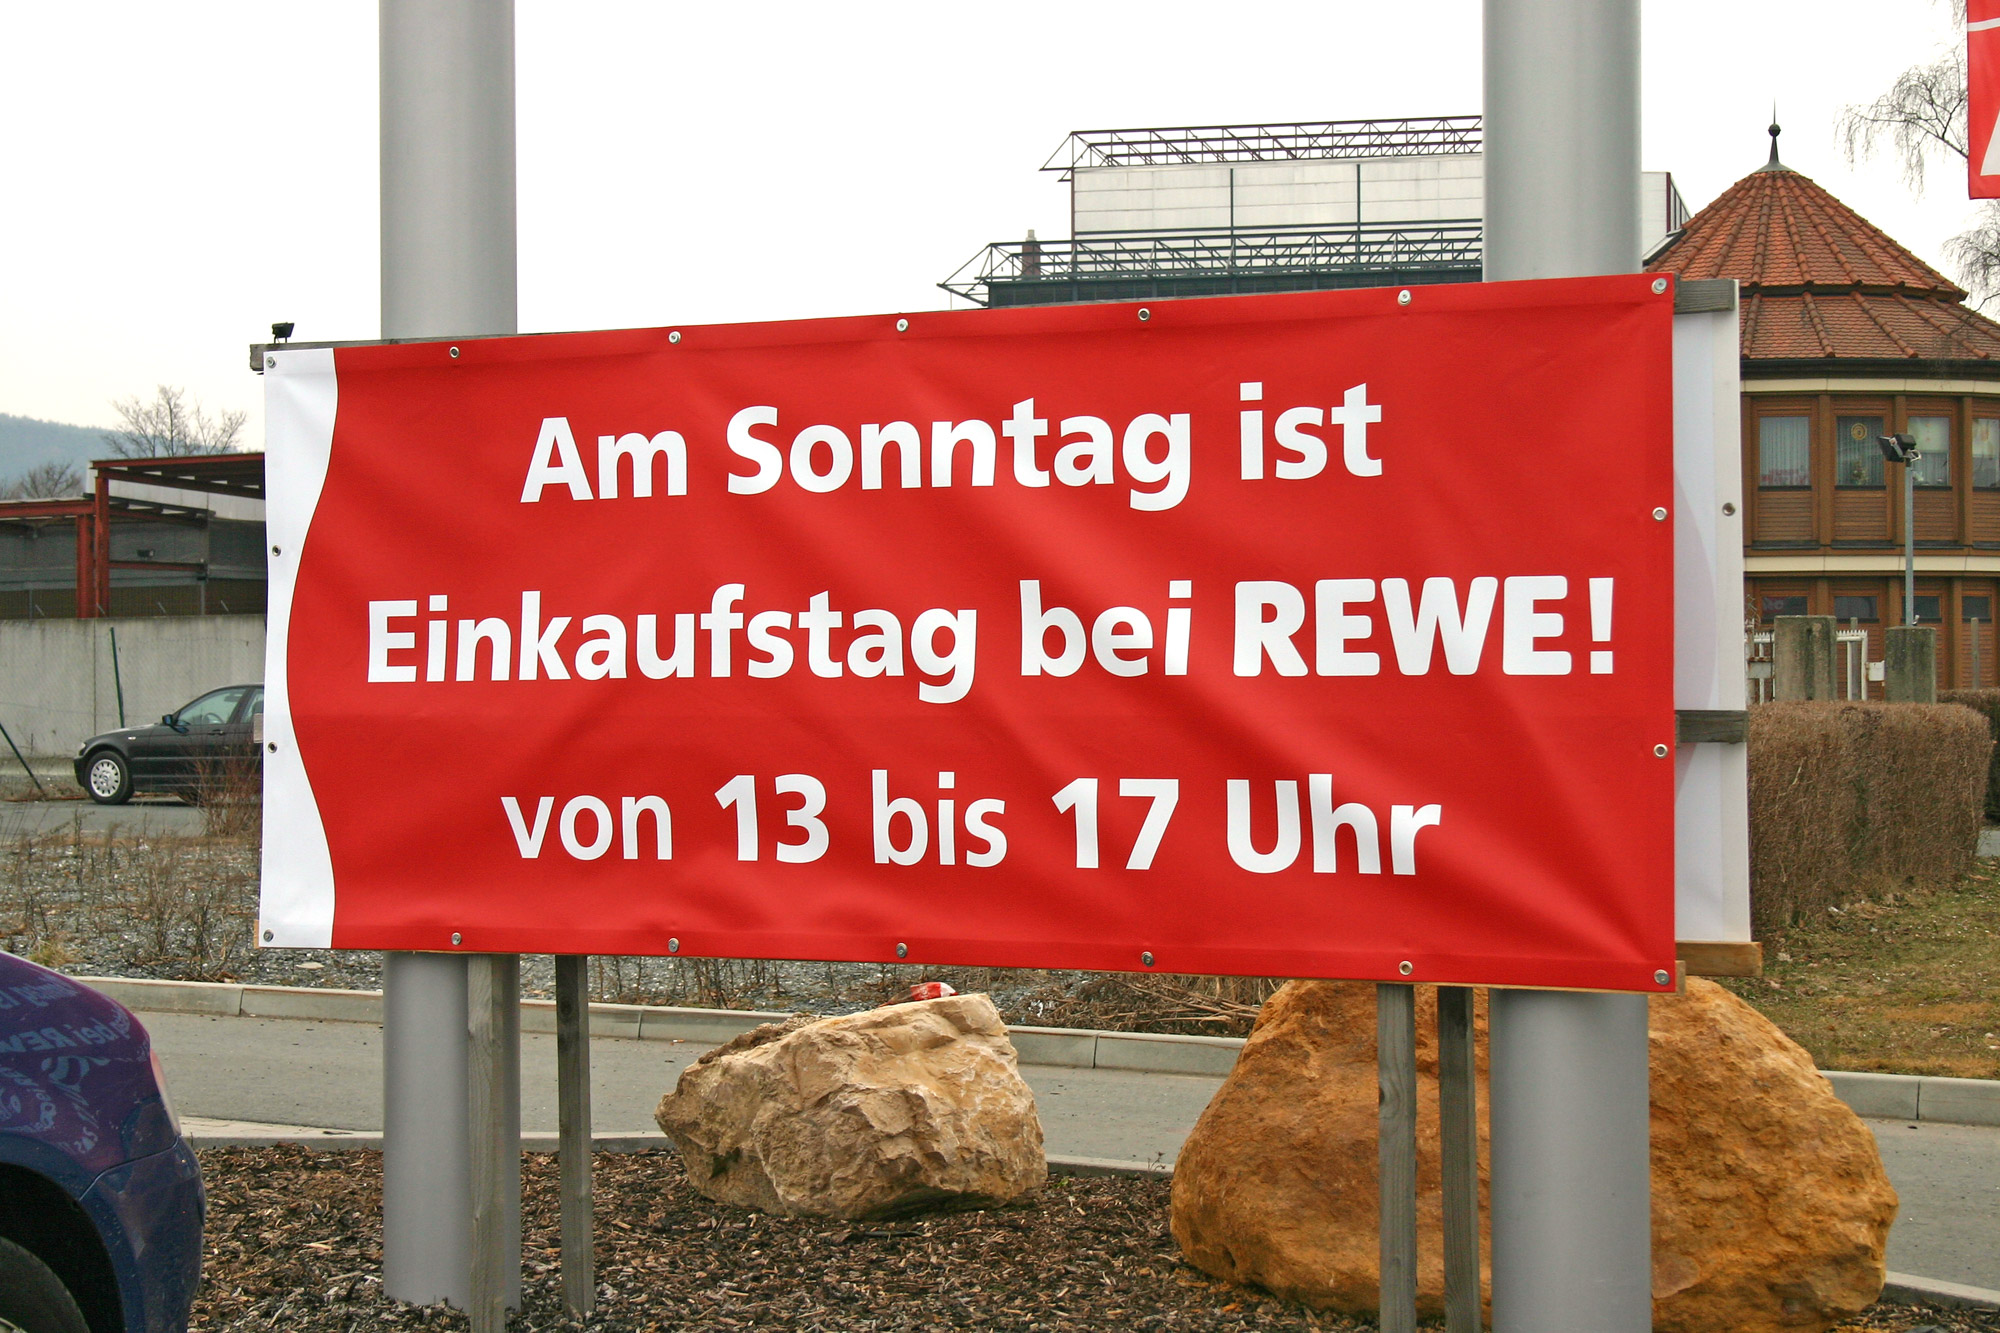 Am Sonntag ist
Einkaufstag bei REWE!
von 13 bis 17 Uhr